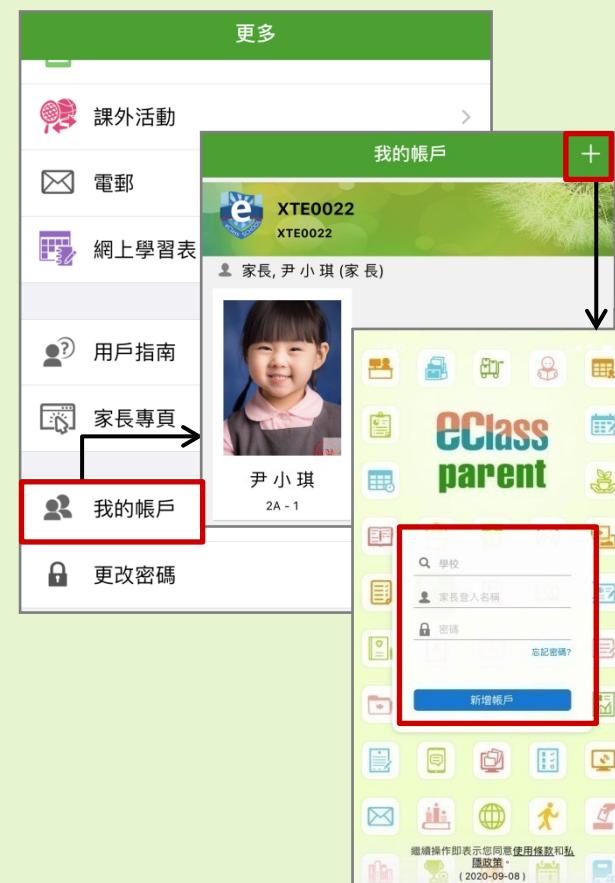 更多
課外活動
電郵
網上學習表
用戶指南
家長專頁
我的帳戶
更改密碼
我的帳戶
XTE0022
XTE0022
家長, 尹 小 琪 (家 長)
尹 小 琪
2A - 1
eClass
parent
學校
家長登入名稱
密碼
忘記密碼?
新增帳戶
繼續操作即表示您同意使用條款和私
隱政策。
( 2020-09-08 )